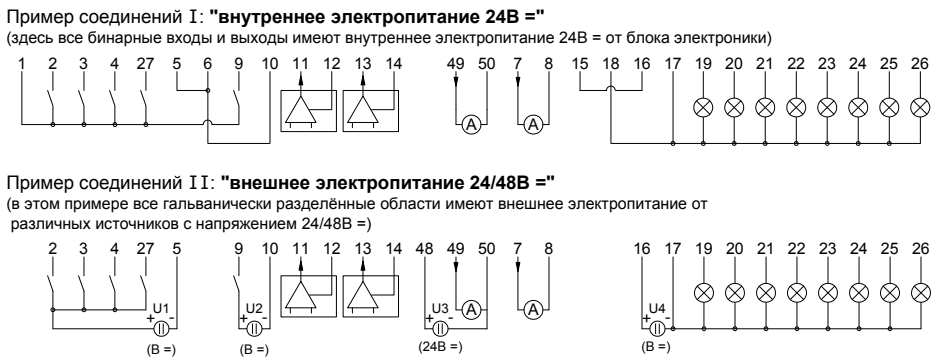 Пример соединений I: "внутреннее электропитание 24В ="
(здесь все бинарные входы и выходы имеют внутреннее электропитание 24В = от блока электроники)
1 2 3 4 27 5 6 9 10 11 12 13 14 49 50 7 8 15 18 16 17 19 20 21 22 23 24 25 26
A A
Пример соединений II: "внешнее электропитание 24/48В ="
(в этом примере все гальванически разделённые области имеют внешнее электропитание от
различных источников с напряжением 24/48В =)
2 3 4 27 5 9 10 11 12 13 14 48 49 50 7 8 16 17 19 20 21 22 23 24 25 26
U1 U2 U3 A A U4
+ - + - + - + -
(В =) (В =) (24В =) (В =)